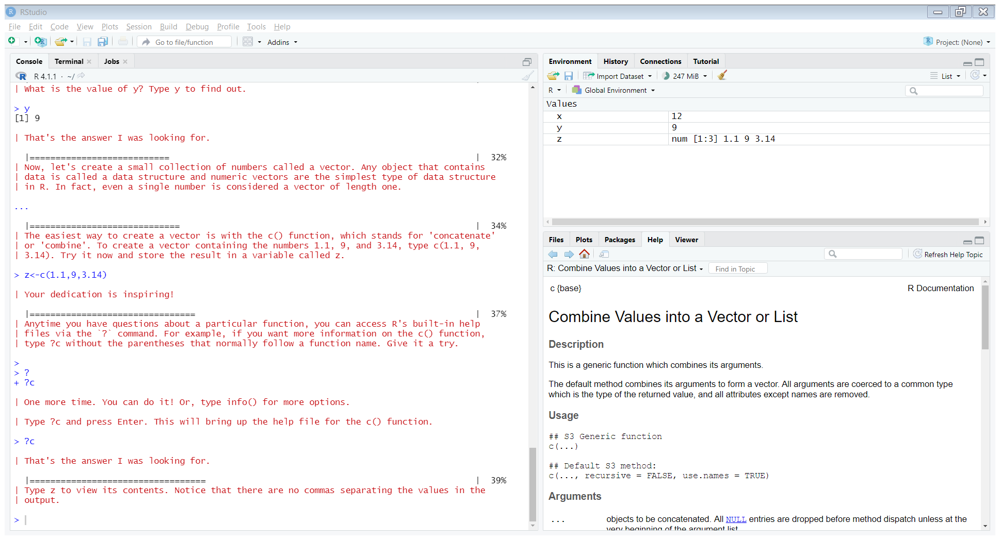 RStudio
File Edit Code View Plots Session Build Debug Profile Tools Help
Go to file/function Addins Project: (None)
Console Terminal Jobs
R 4.1.1 · ~/
| What is the value of y? Type y to find out.
> y
[1] 9
| That's the answer I was looking for.
|=========================== | 32%
| Now, let's create a small collection of numbers called a vector. Any object that contains
| data is called a data structure and numeric vectors are the simplest type of data structure
| in R. In fact, even a single number is considered a vector of length one.
...
|============================= | 34%
| The easiest way to create a vector is with the c() function, which stands for 'concatenate'
| or 'combine'. To create a vector containing the numbers 1.1, 9, and 3.14, type c(1.1, 9,
| 3.14). Try it now and store the result in a variable called z.
> z<-c(1.1,9,3.14)
| Your dedication is inspiring!
|================================ | 37%
| Anytime you have questions about a particular function, you can access R's built-in help
| files via the `?` command. For example, if you want more information on the c() function,
| type ?c without the parentheses that normally follow a function name. Give it a try.
>
> ?
+ ?c
| One more time. You can do it! Or, type info() for more options.
| Type ?c and press Enter. This will bring up the help file for the c() function.
> ?c
| That's the answer I was looking for.
|================================== | 39%
| Type z to view its contents. Notice that there are no commas separating the values in the
| output.
>
Environment History Connections Tutorial
Import Dataset 247 MiB List
R Global Environment
Values
x 12
y 9
z num [1:3] 1.1 9 3.14
Files Plots Packages Help Viewer
Refresh Help Topic
R: Combine Values into a Vector or List Find in Topic
c {base} R Documentation
Combine Values into a Vector or List
Description
This is a generic function which combines its arguments.
The default method combines its arguments to form a vector. All arguments are coerced to a common type
which is the type of the returned value, and all attributes except names are removed.
Usage
## S3 Generic function
c(...)
## Default S3 method:
c(..., recursive = FALSE, use.names = TRUE)
Arguments
... objects to be concatenated. All NULL entries are dropped before method dispatch unless at the
very beginning of the argument list